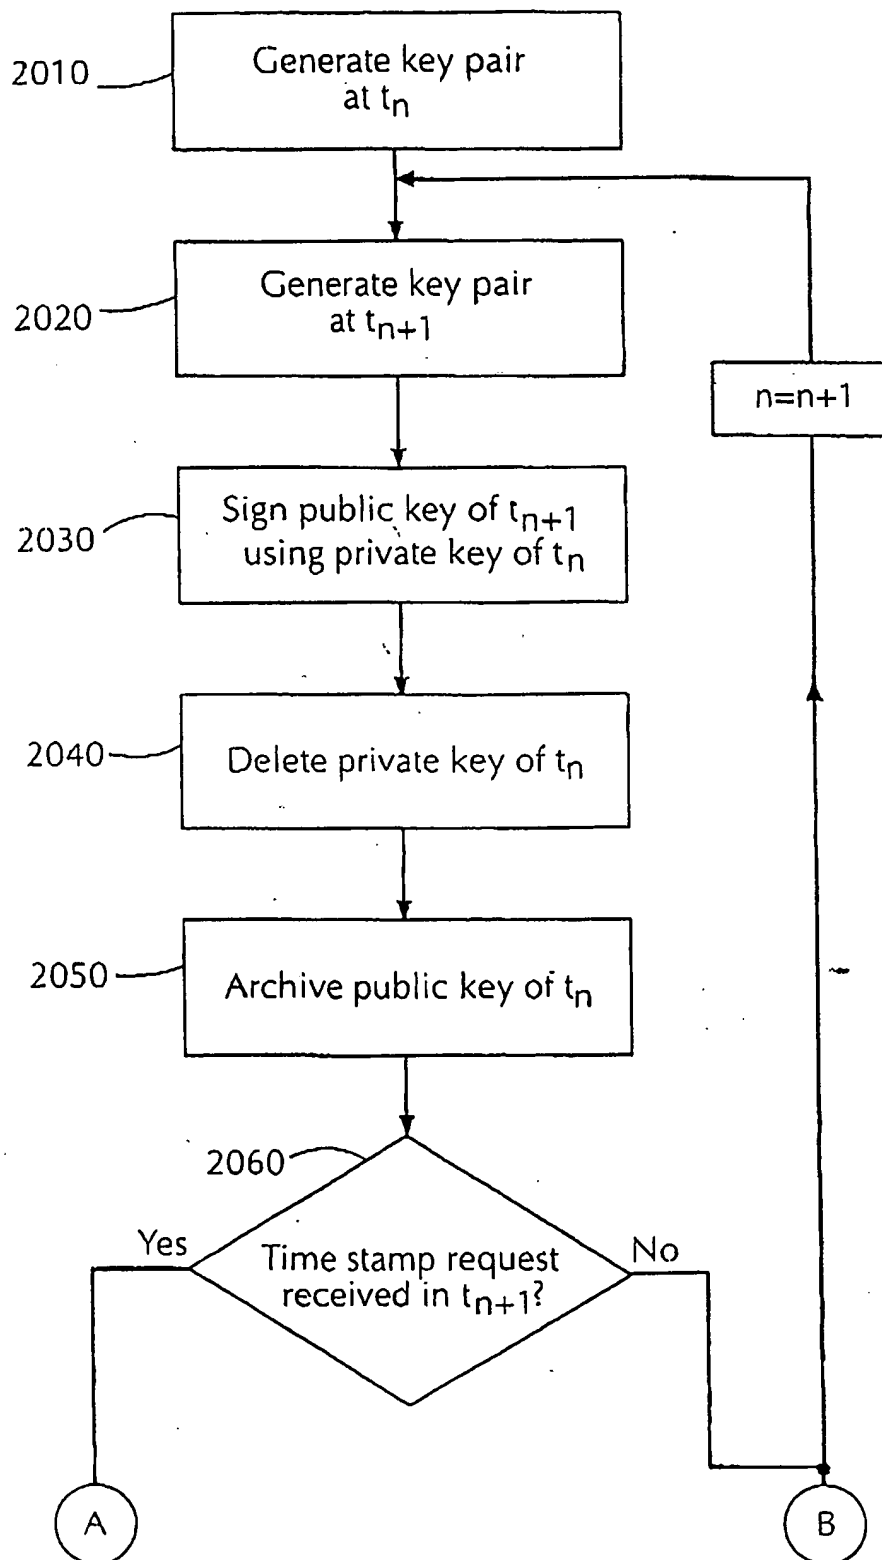 2010
Generate key pair
at tn
2020
Generate key pair
at tn+1
n=n+1
2030
Sign public key of tn+1
using private key of tn
2040
Delete private key of tn
2050
Archive public key of tn
2060
Yes
Time stamp request
received in tn+1?
No
A
B